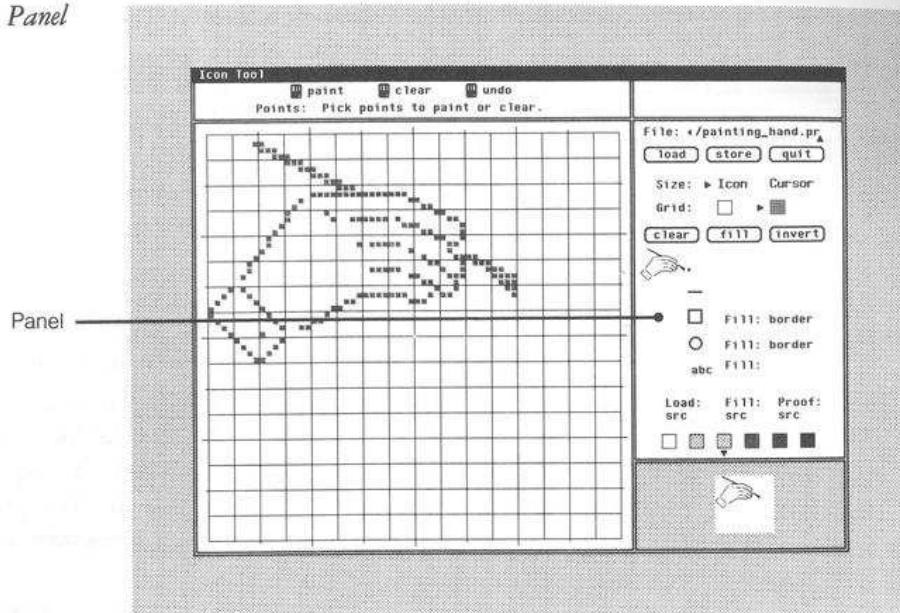 Panel
Icon Tool
paint clear undo
Points: Pick points to paint or clear.
File: ◂/painting_hand.pr
load store quit
Size: ▸ Icon Cursor
Grid: ▸
clear fill invert
Panel
Fill: border
Fill: border
abc Fill:
Load: Fill: Proof:
src src src